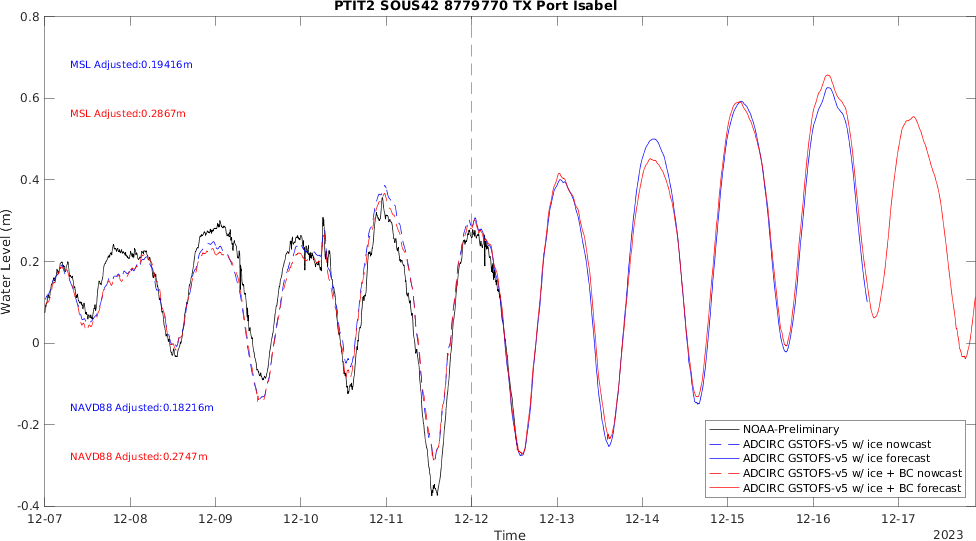 PTIT2 SOUS42 8779770 TX Port Isabel
0.8
0.6
0.4
0.2
0
-0.2
-0.4
Water Level (m)
MSL Adjusted:0.19416m
MSL Adjusted:0.2867m
NAVD88 Adjusted:0.18216m
NAVD88 Adjusted:0.2747m
NOAA-Preliminary
ADCIRC GSTOFS-v5 w/ ice nowcast
ADCIRC GSTOFS-v5 w/ ice forecast
ADCIRC GSTOFS-v5 w/ ice + BC nowcast
ADCIRC GSTOFS-v5 w/ ice + BC forecast
12-07 12-08 12-09 12-10 12-11 12-12 12-13 12-14 12-15 12-16 12-17
Time
2023